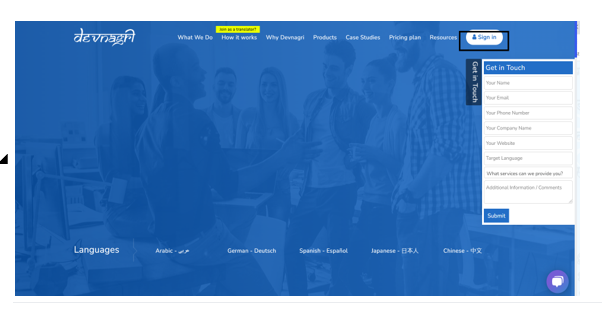 Join as a translator?
devnagri
What We Do How it works Why Devnagri Products Case Studies Pricing plan Resources Sign in
Get in Touch
Get in Touch
Your Name
Your Email
Your Phone Number
Your Company Name
Your Website
Target Language
What services can we provide you?
Additional Information / Comments
Submit
Languages Arabic - عربي German - Deutsch Spanish - Español Japanese - 日本人 Chinese - 中文